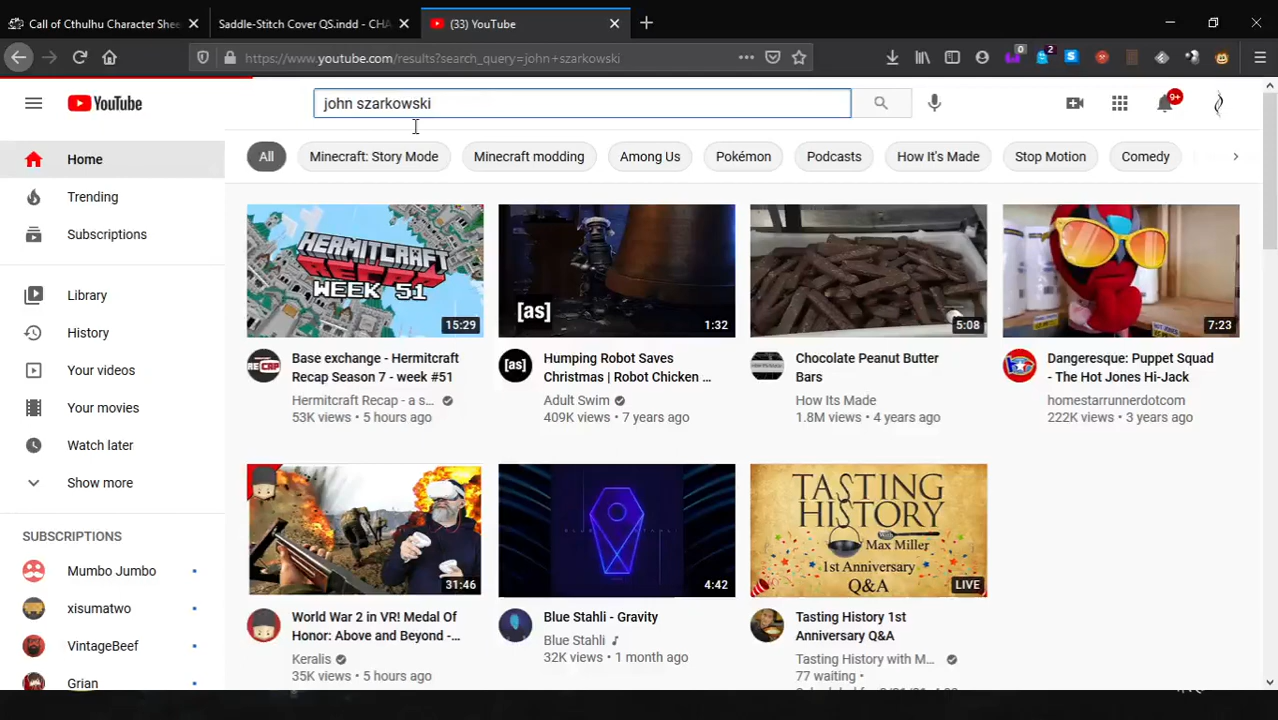 Call of Cthulhu Character Shee
Saddle-Stitch Cover QS.indd - CHA
(33) YouTube
https://www.youtube.com/results?search_query=john+szarkowski
0
2
YouTube
john szarkowski
9+
All
Minecraft: Story Mode
Minecraft modding
Among Us
Pokémon
Podcasts
How It's Made
Stop Motion
Comedy
Home
Trending
Subscriptions
Library
History
Your videos
Your movies
Watch later
Show more
SUBSCRIPTIONS
Mumbo Jumbo
xisumatwo
VintageBeef
Grian
HERMITCRAFT
RECAP
WEEK 51
15:29
RECAP
Base exchange - Hermitcraft
Recap Season 7 - week #51
Hermitcraft Recap - a s...
53K views • 5 hours ago
[as]
1:32
[as]
Humping Robot Saves
Christmas | Robot Chicken ...
Adult Swim
409K views • 7 years ago
5:08
Chocolate Peanut Butter
Bars
How Its Made
1.8M views • 4 years ago
7:23
Dangeresque: Puppet Squad
- The Hot Jones Hi-Jack
homestarrunnerdotcom
222K views • 3 years ago
31:46
World War 2 in VR! Medal Of
Honor: Above and Beyond -...
Keralis
35K views • 5 hours ago
4:42
Blue Stahli - Gravity
Blue Stahli
32K views • 1 month ago
TASTING
HISTORY
with Max Miller
1st Anniversary
Q&A
LIVE
Tasting History 1st
Anniversary Q&A
Tasting History with M...
77 waiting •